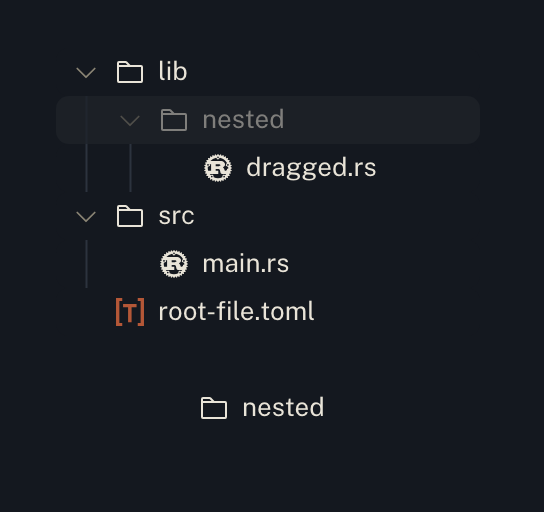 lib
nested
dragged.rs
src
main.rs
[T] root-file.toml
nested